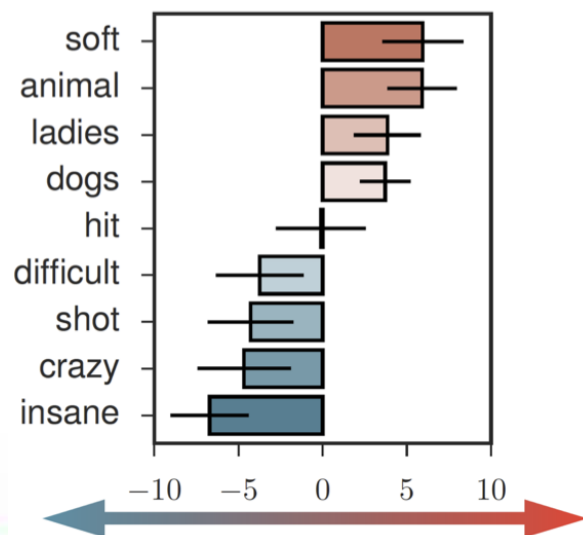 soft
animal
ladies
dogs
hit
difficult
shot
crazy
insane
−10 −5 0 5 10